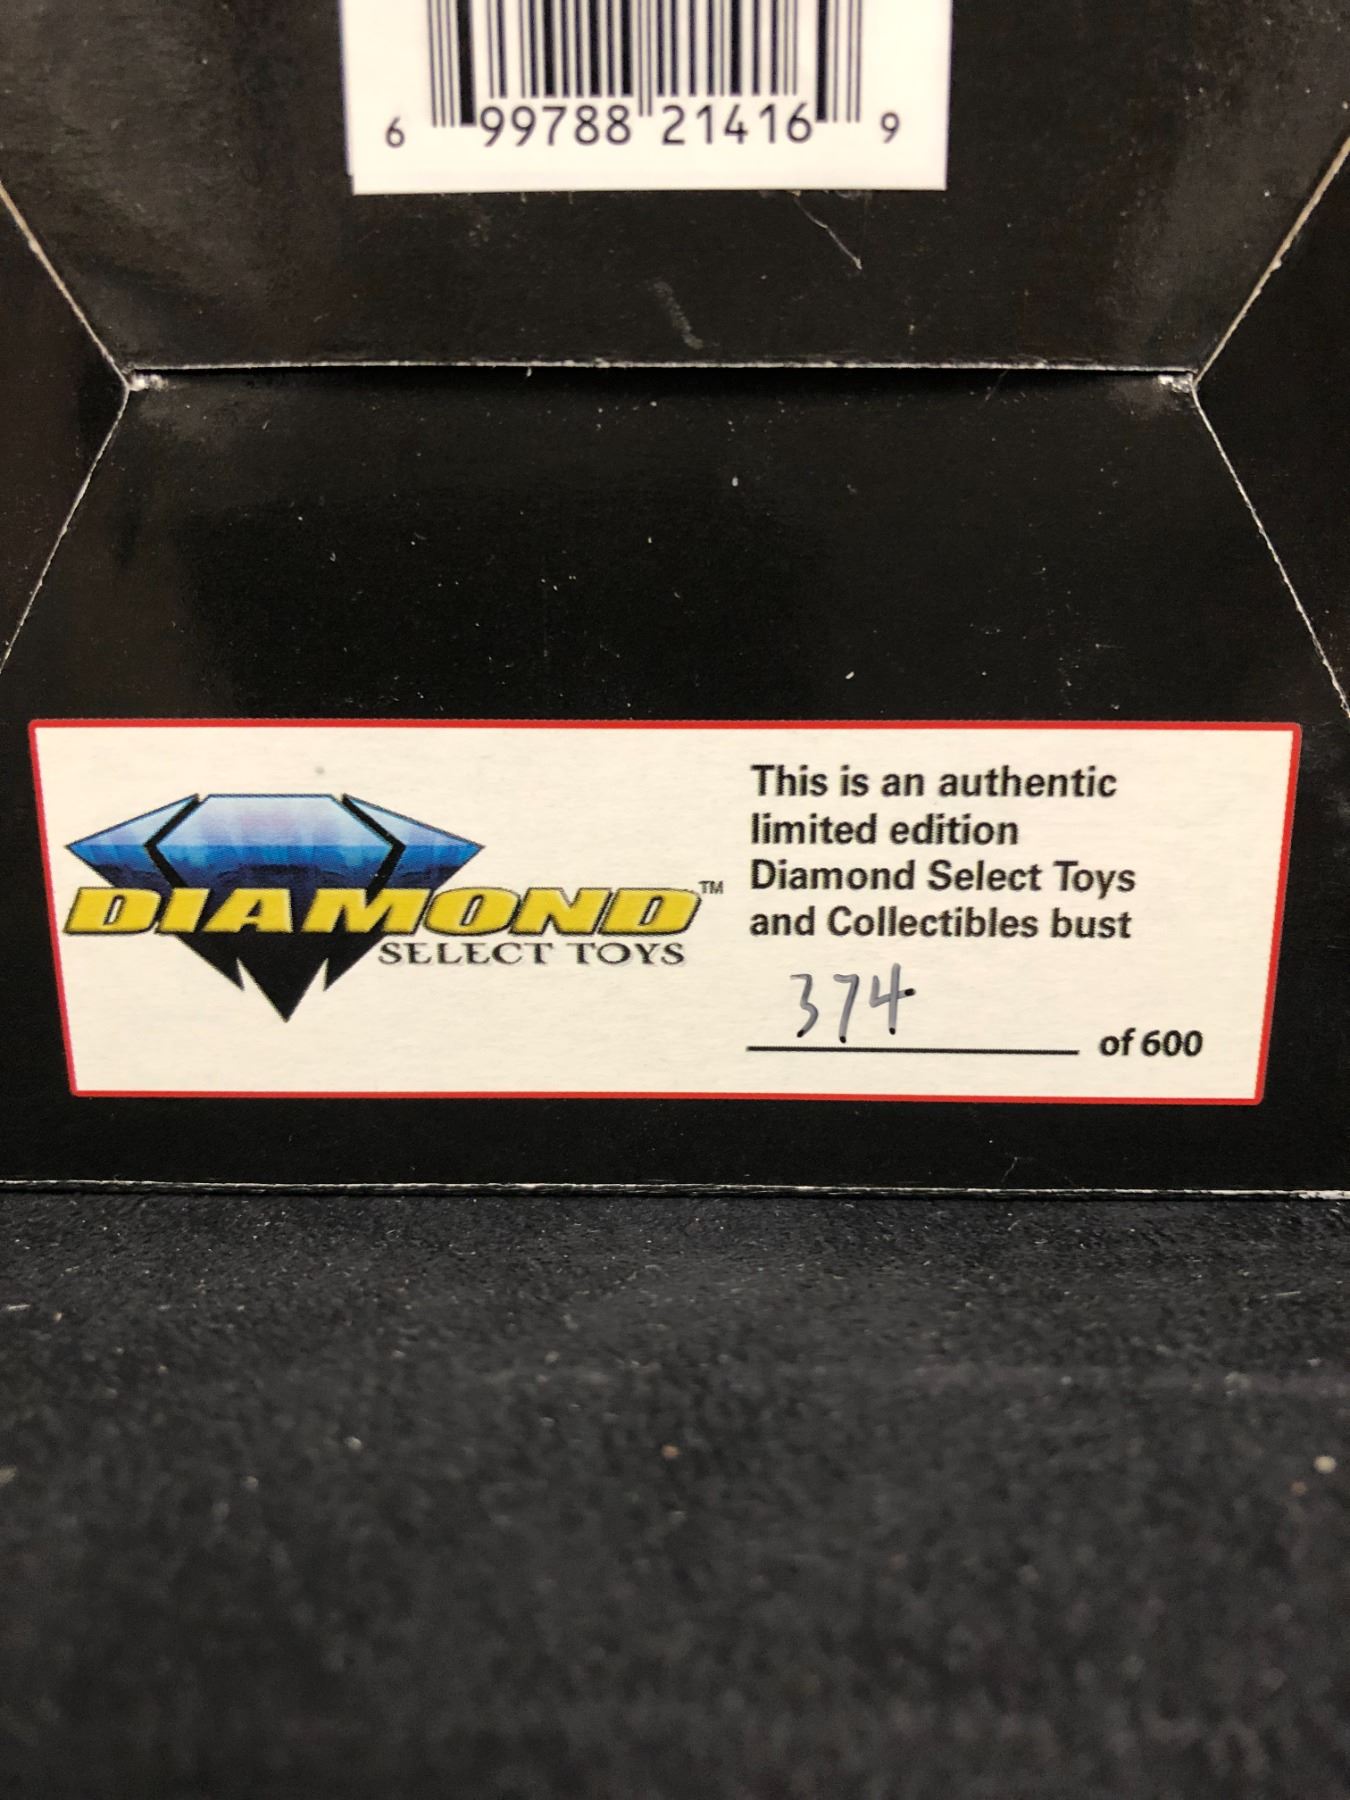 6 99788 21416 9
DIAMOND™
SELECT TOYS
This is an authentic
limited edition
Diamond Select Toys
and Collectibles bust
374 of 600